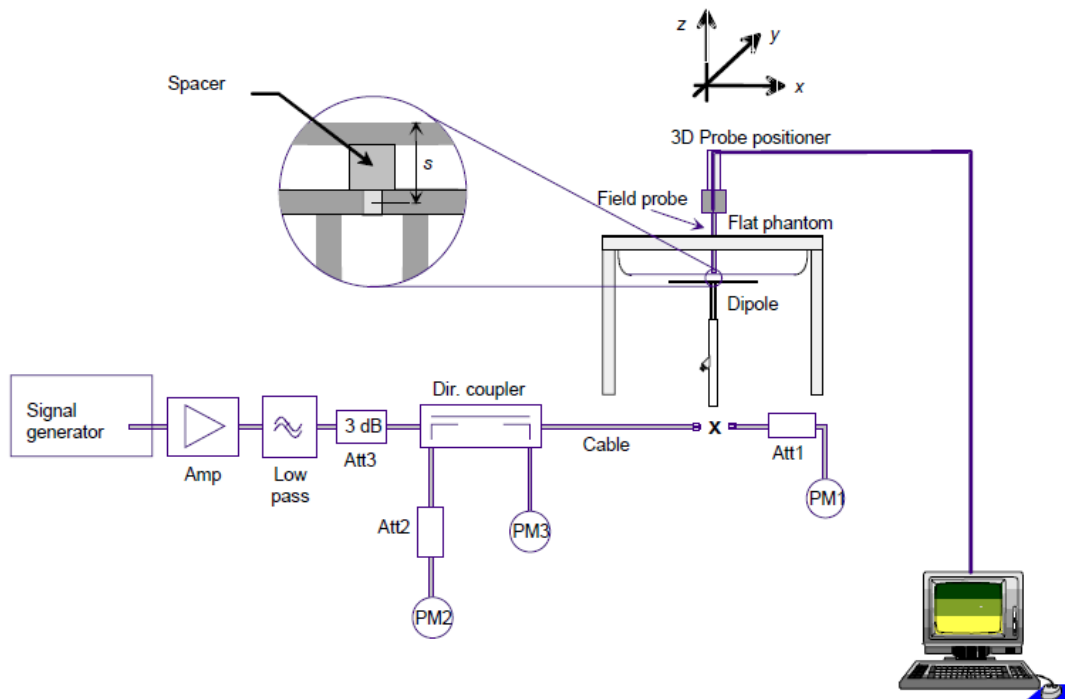 z
y
x
Spacer
s
3D Probe positioner
Field probe
Flat phantom
Dipole
Dir. coupler
Signal
generator
3 dB
Cable
X
Att1
Amp
Low
pass
Att3
PM1
Att2
PM3
PM2